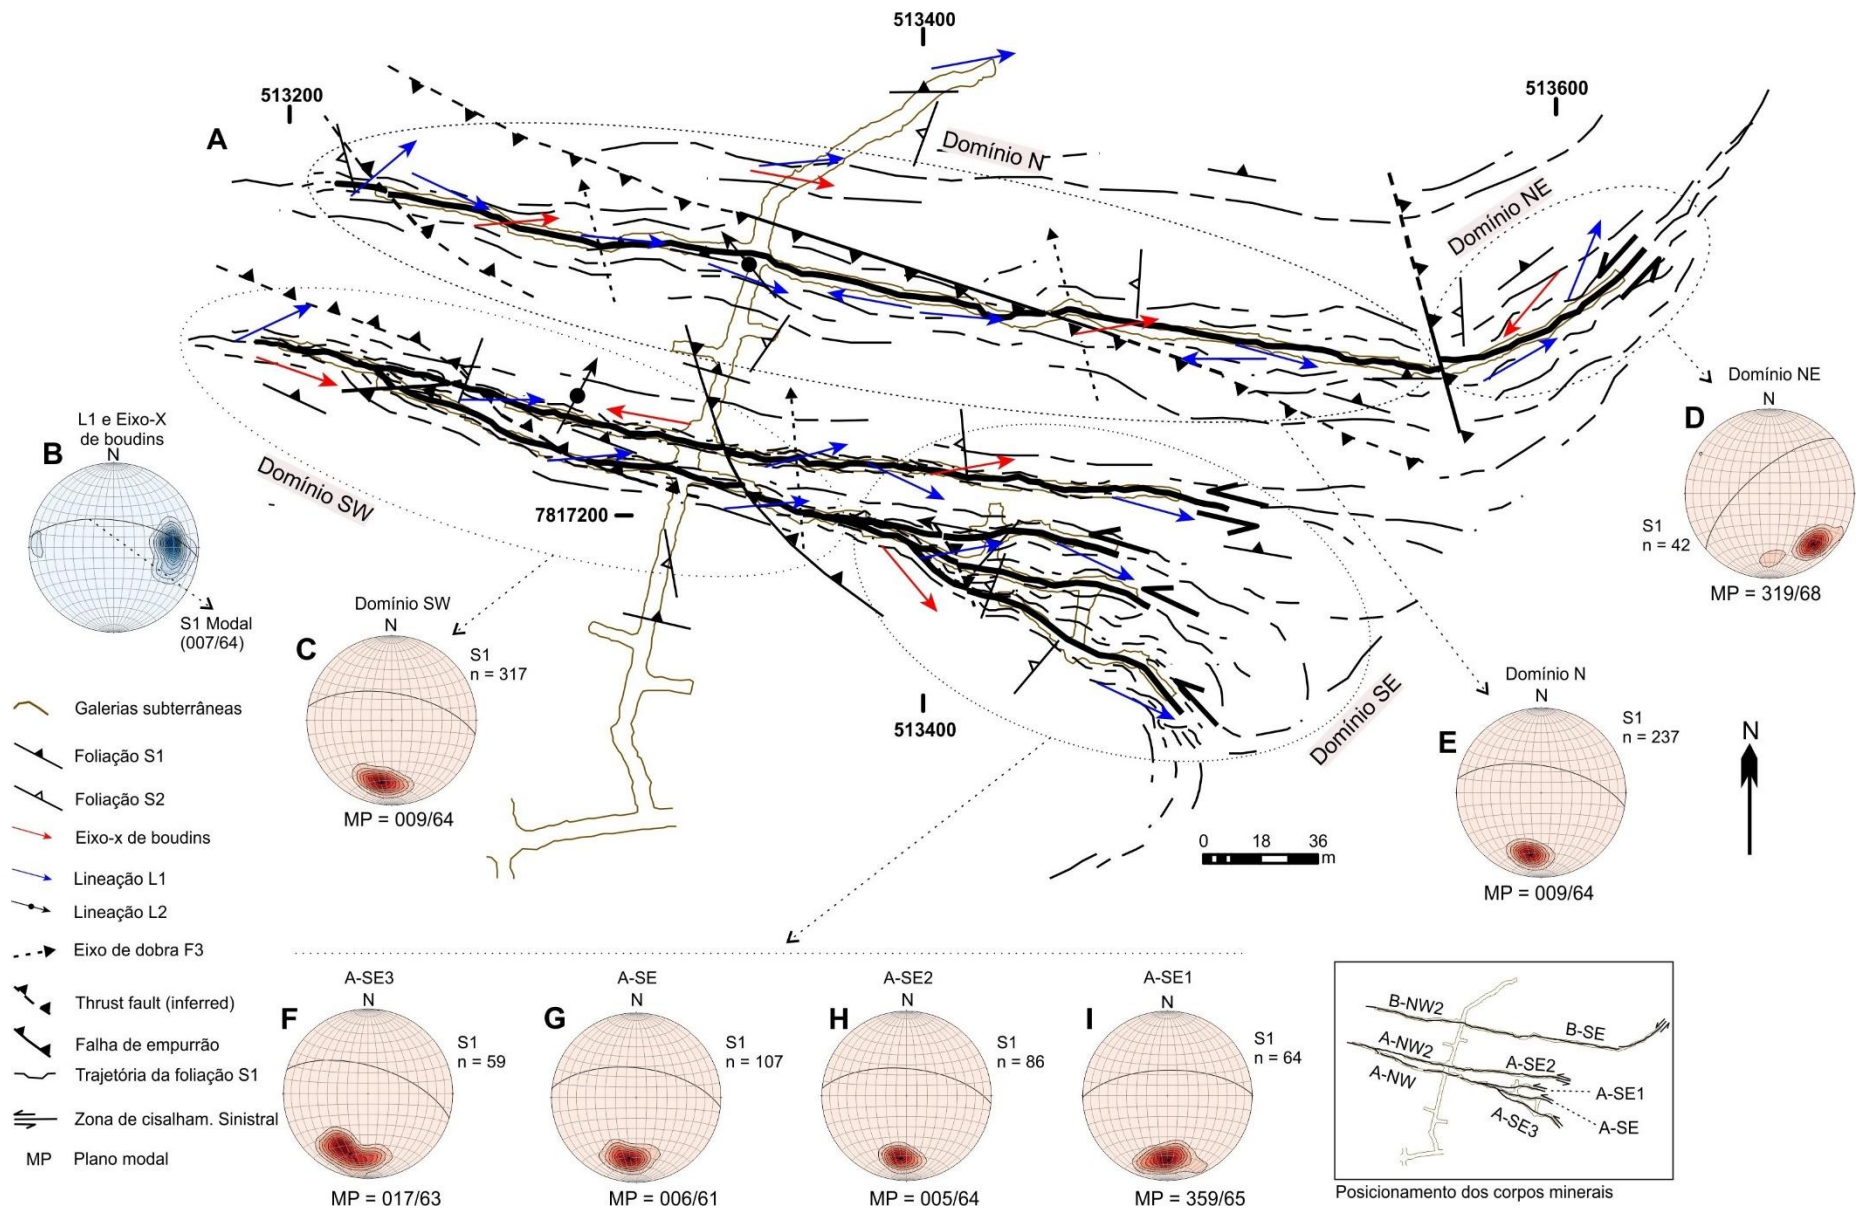 513400
513200
513600
A
Domínio N
Domínio NE
Domínio NE
N
D
S1
n = 42
MP = 319/68
L1 e Eixo-X
de boudins
N
B
S1 Modal
(007/64)
Domínio SW
7817200
Domínio SW
N
C
S1
n = 317
MP = 009/64
513400
Domínio SE
Domínio N
N
E
S1
n = 237
MP = 009/64
N
0 18 36
m
Galerias subterrâneas
Foliação S1
Foliação S2
Eixo-x de boudins
Lineação L1
Lineação L2
Eixo de dobra F3
Thrust fault (inferred)
Falha de empurrão
Trajetória da foliação S1
Zona de cisalham. Sinistral
MP Plano modal
A-SE3
N
F
S1
n = 59
MP = 017/63
A-SE
N
G
S1
n = 107
MP = 006/61
A-SE2
N
H
S1
n = 86
MP = 005/64
A-SE1
N
I
S1
n = 64
MP = 359/65
B-NW2
B-SE
A-NW2
A-SE2
A-NW
A-SE1
A-SE3
A-SE
Posicionamento dos corpos minerais